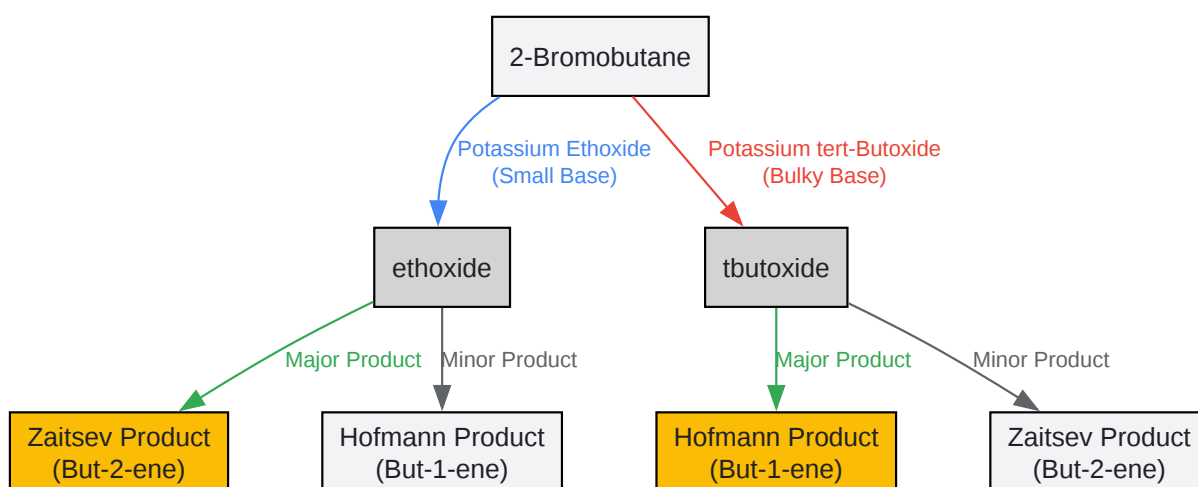 2-Bromobutane
Potassium Ethoxide
(Small Base)
Potassium tert-Butoxide
(Bulky Base)
ethoxide
tbutoxide
Major Product
Minor Product
Major Product
Minor Product
Zaitsev Product
(But-2-ene)
Hofmann Product
(But-1-ene)
Hofmann Product
(But-1-ene)
Zaitsev Product
(But-2-ene)